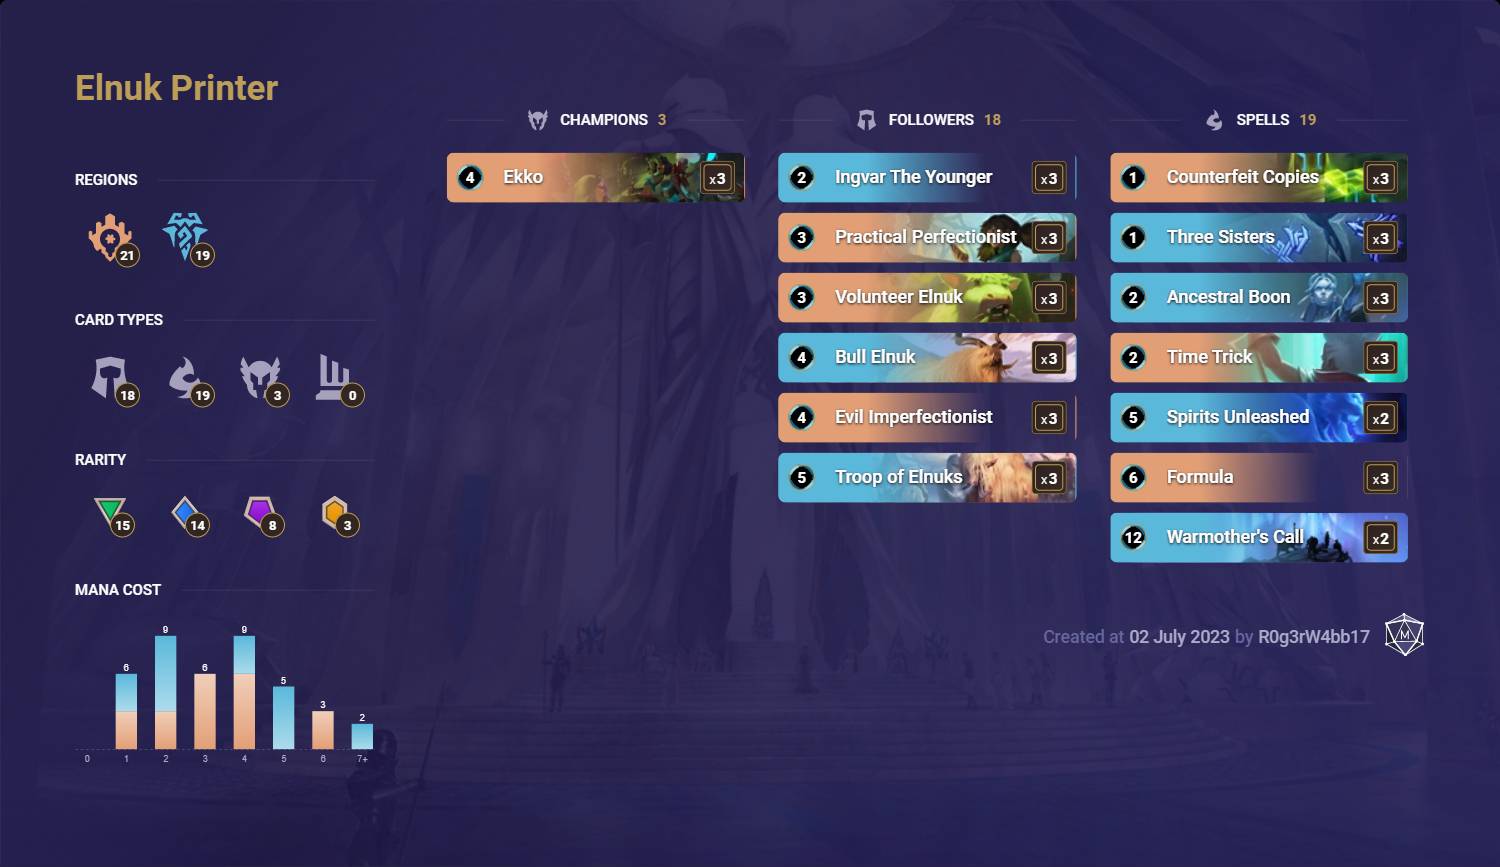 Elnuk Printer
REGIONS
21 19
CARD TYPES
18 19 3 0
RARITY
15 14 8 3
MANA COST
6 9 6 9 5 3 2
0 1 2 3 4 5 6 7+
CHAMPIONS 3
4 Ekko x3
FOLLOWERS 18
2 Ingvar The Younger x3
3 Practical Perfectionist x3
3 Volunteer Elnuk x3
4 Bull Elnuk x3
4 Evil Imperfectionist x3
5 Troop of Elnuks x3
SPELLS 19
1 Counterfeit Copies x3
1 Three Sisters x3
2 Ancestral Boon x3
2 Time Trick x3
5 Spirits Unleashed x2
6 Formula x3
12 Warmother's Call x2
Created at 02 July 2023 by R0g3rW4bb17
M